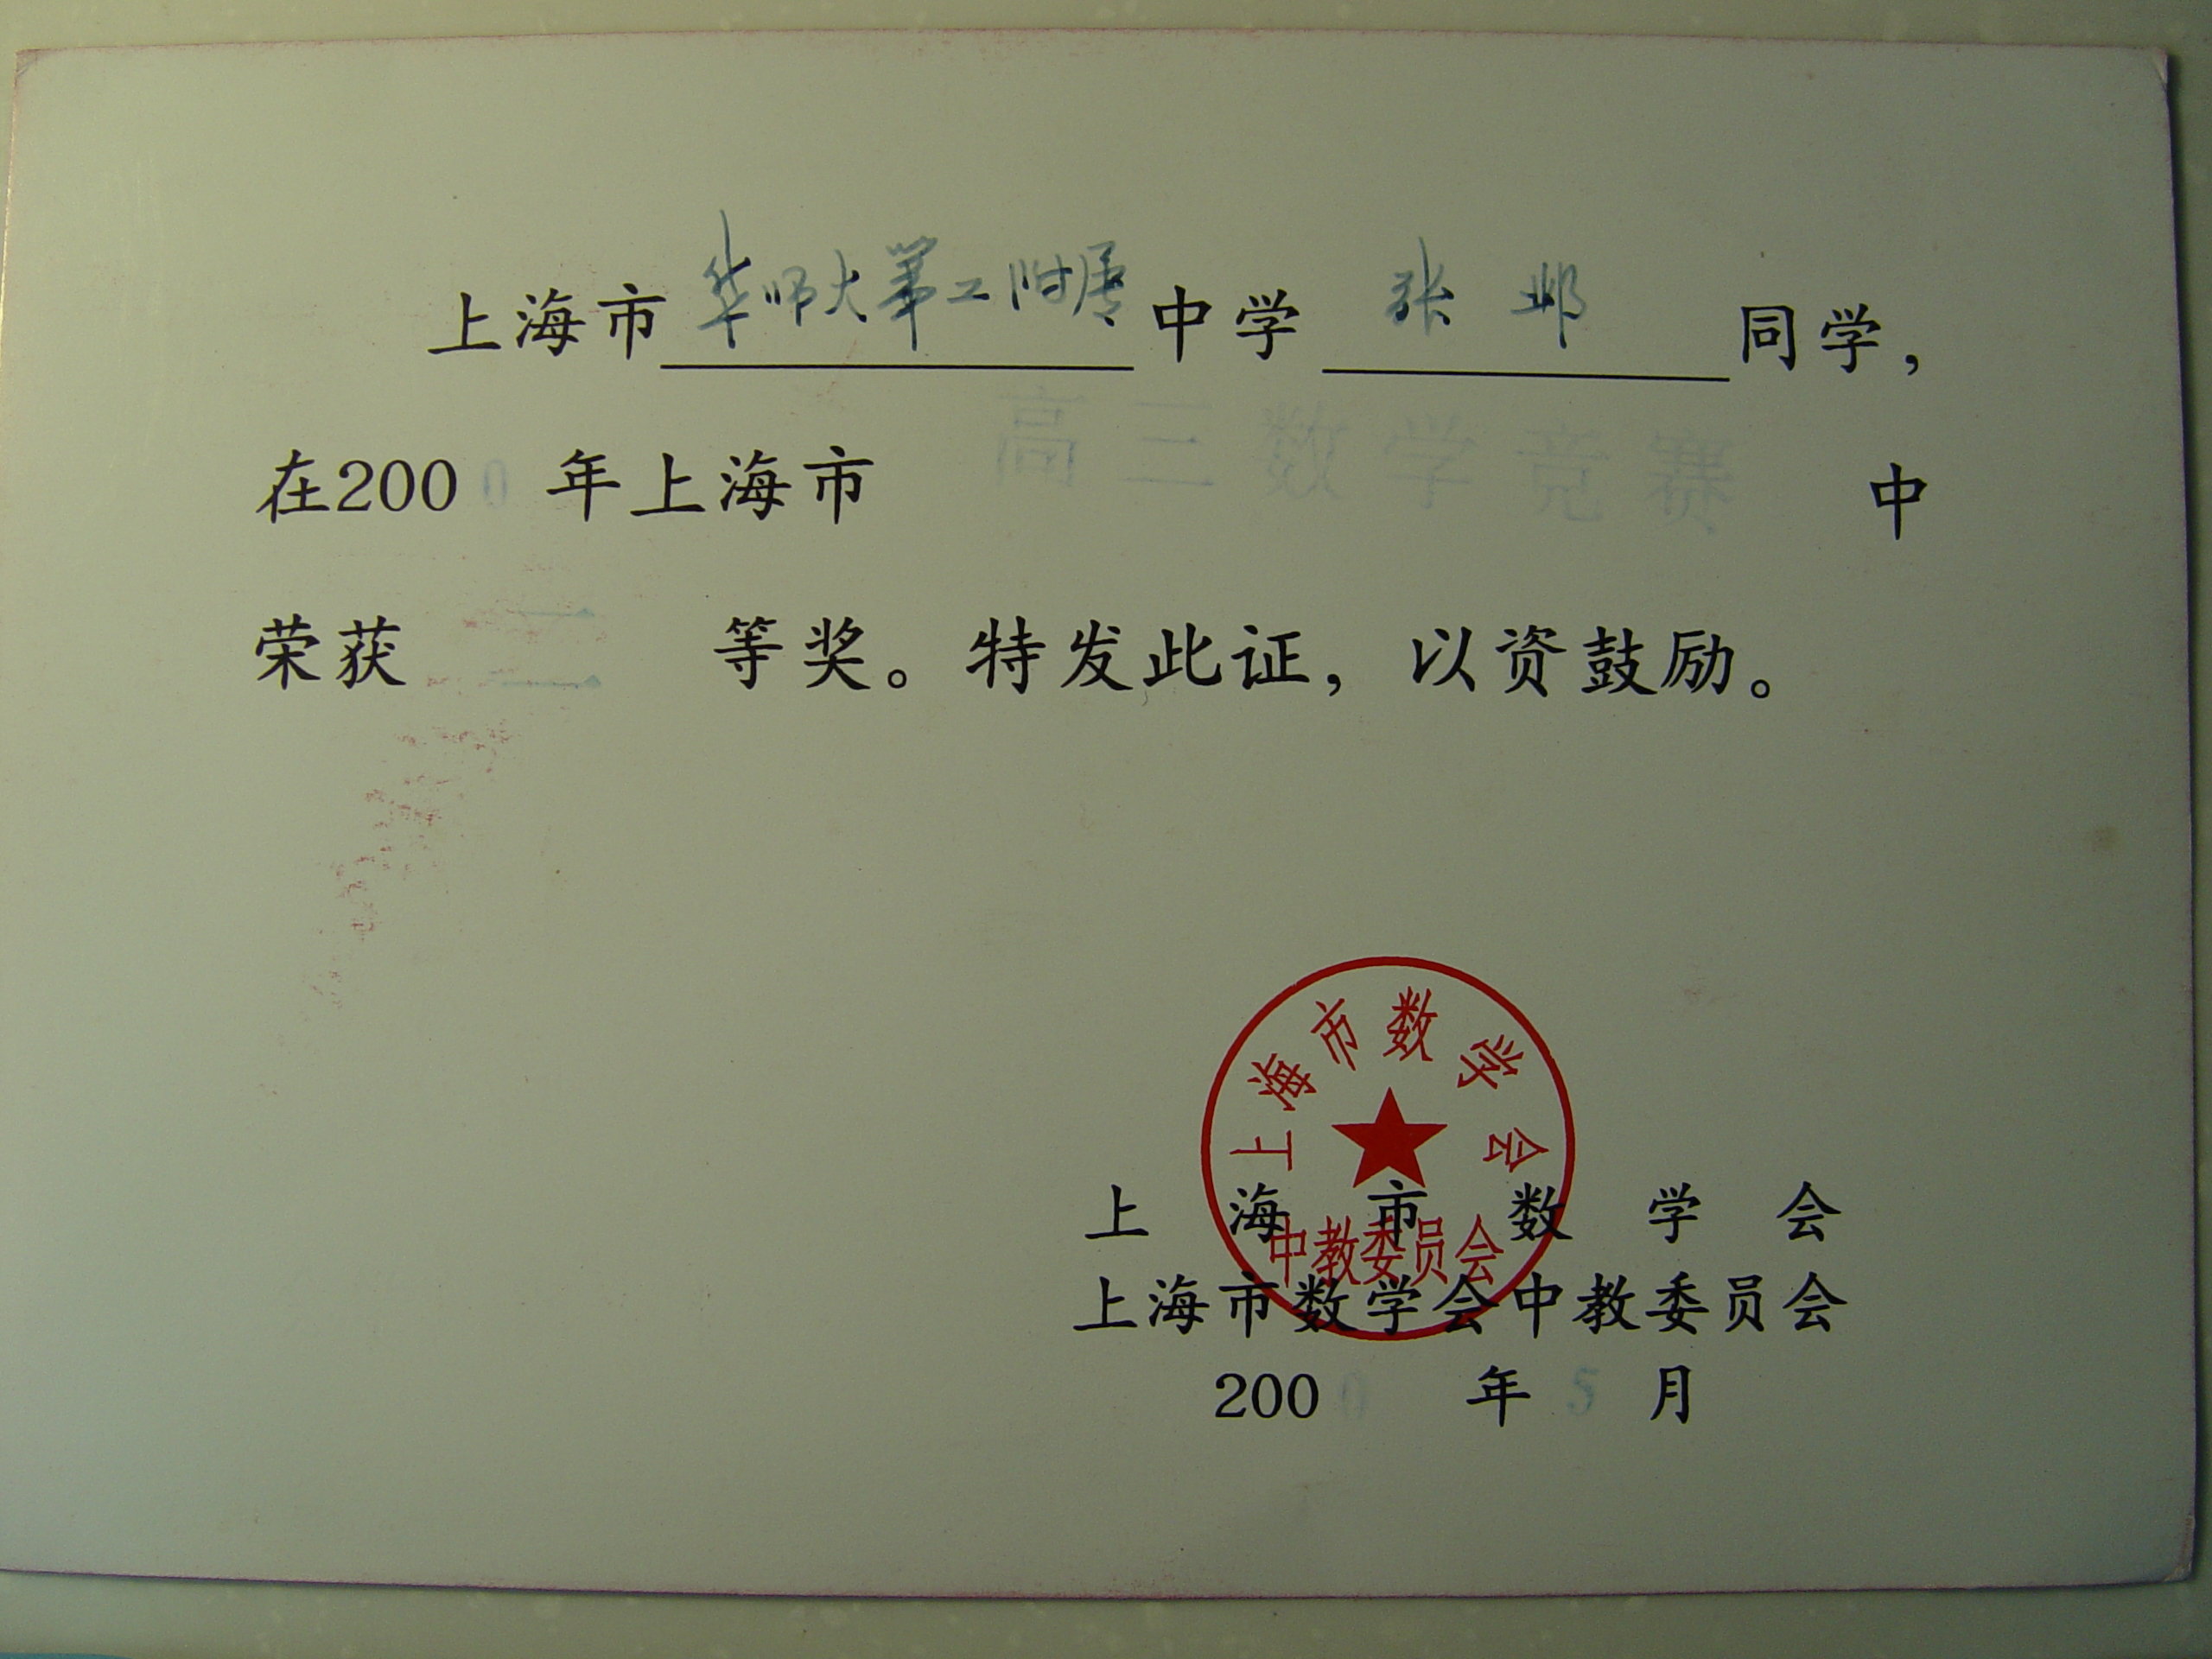 上海市华师大第二附属中学 张邺 同学，
在2000年上海市 高三数学竞赛 中
荣获 二 等奖。特发此证，以资鼓励。
上海市数学会
中教委员会
上海市数学会
上海市数学会中教委员会
2000 年 5 月